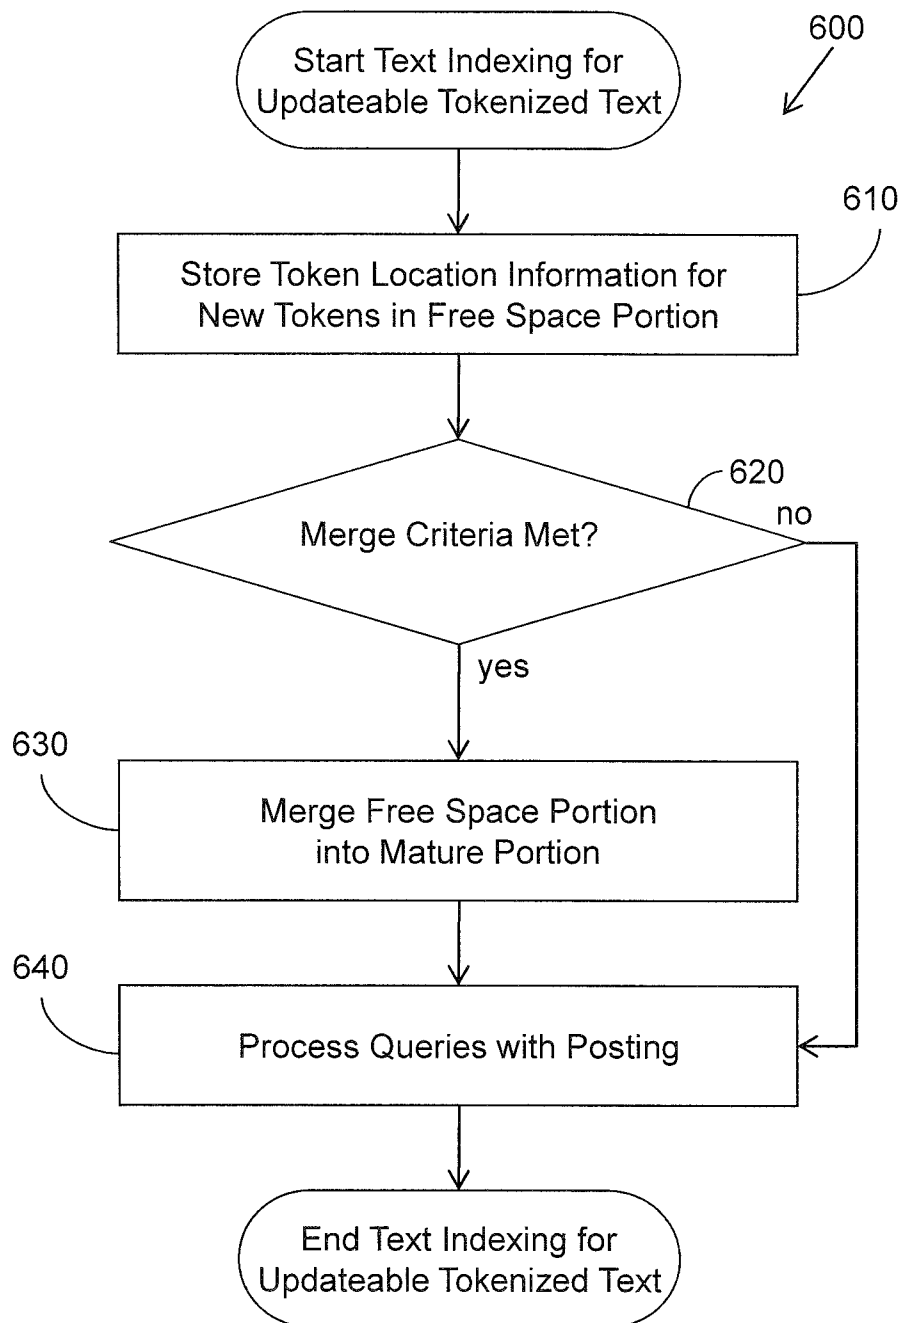 600
Start Text Indexing for
Updateable Tokenized Text
610
Store Token Location Information for
New Tokens in Free Space Portion
620
no
Merge Criteria Met?
yes
630
Merge Free Space Portion
into Mature Portion
640
Process Queries with Posting
End Text Indexing for
Updateable Tokenized Text